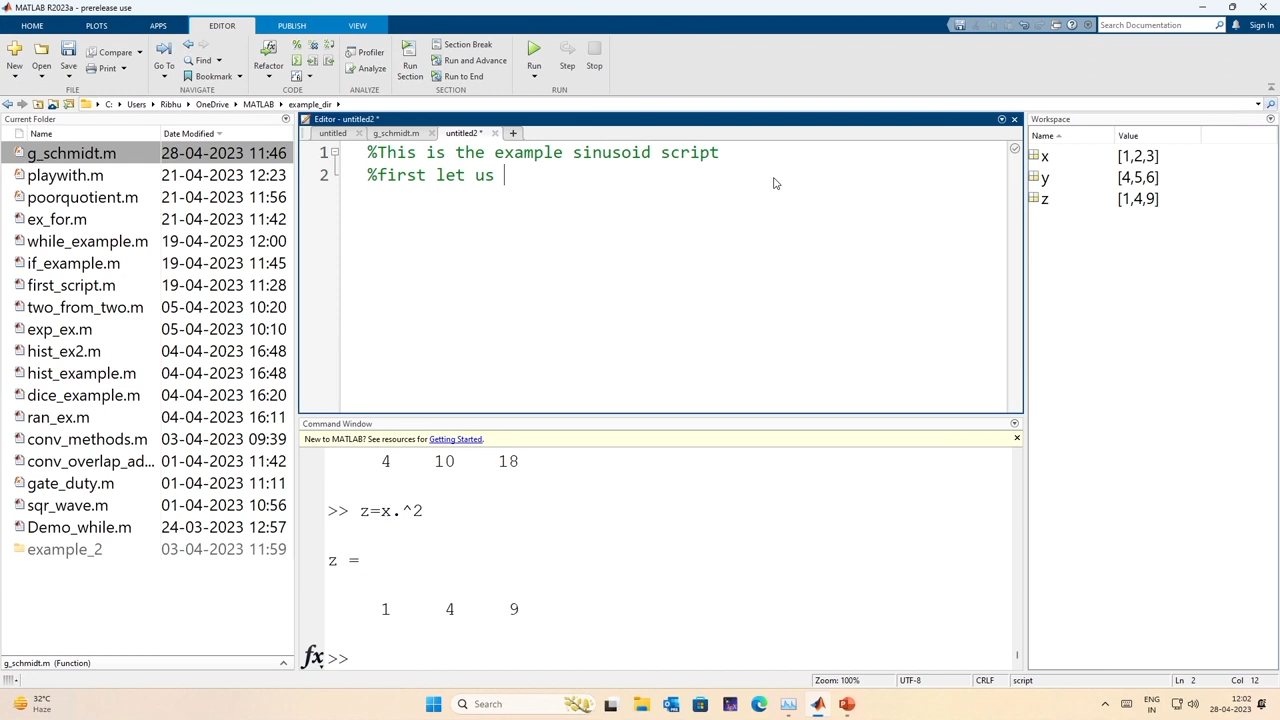 MATLAB R2023a - prerelease use
HOME PLOTS APPS EDITOR PUBLISH VIEW Search Documentation Sign In
New Open Save Compare Print Go To Find Bookmark Refactor Profiler Analyze Run Section Section Break Run and Advance Run to End Run Step Stop
FILE NAVIGATE CODE ANALYZE SECTION RUN
C: Users Ribhu OneDrive MATLAB example_dir
Current Folder
Name Date Modified
g_schmidt.m 28-04-2023 11:46
playwith.m 21-04-2023 12:23
poorquotient.m 21-04-2023 11:56
ex_for.m 21-04-2023 11:42
while_example.m 19-04-2023 12:00
if_example.m 19-04-2023 11:45
first_script.m 19-04-2023 11:28
two_from_two.m 05-04-2023 10:20
exp_ex.m 05-04-2023 10:10
hist_ex2.m 04-04-2023 16:48
hist_example.m 04-04-2023 16:48
dice_example.m 04-04-2023 16:20
ran_ex.m 04-04-2023 16:11
conv_methods.m 03-04-2023 09:39
conv_overlap_ad... 01-04-2023 11:42
gate_duty.m 01-04-2023 11:11
sqr_wave.m 01-04-2023 10:56
Demo_while.m 24-03-2023 12:57
example_2 03-04-2023 11:59
g_schmidt.m (Function)
Editor - untitled2 *
untitled g_schmidt.m untitled2 * +
1 %This is the example sinusoid script
2 %first let us
Command Window
New to MATLAB? See resources for Getting Started.
4 10 18
>> z=x.^2
z =
1 4 9
fx >>
Workspace
Name Value
x [1,2,3]
y [4,5,6]
z [1,4,9]
Zoom: 100% UTF-8 CRLF script Ln 2 Col 12
32°C
Haze
Search
ENG
IN
12:02
28-04-2023